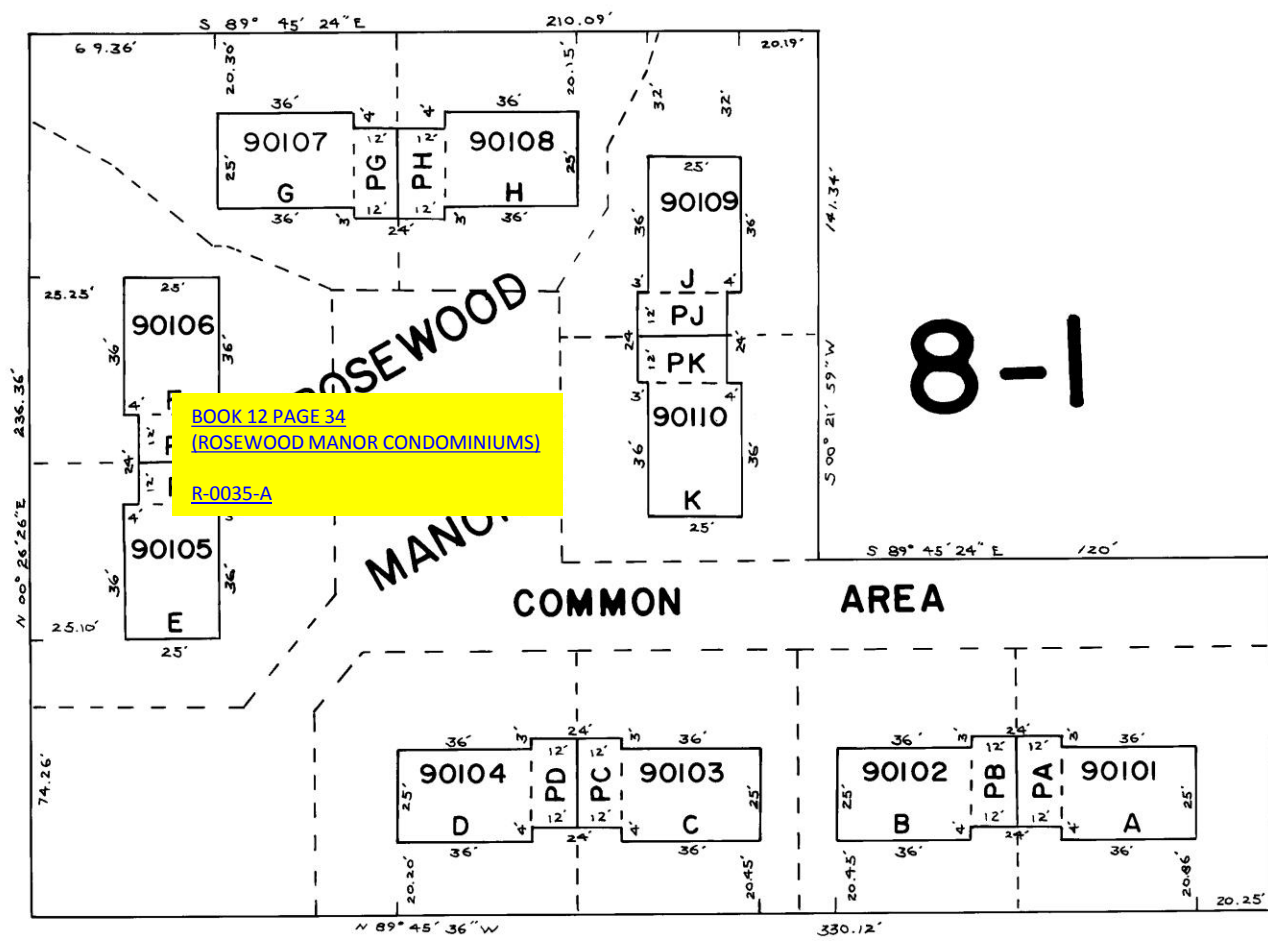 S 89° 45' 24" E 210.09'
69.36' 20.30' 20.15' 20.19'
36' 4' 4' 36' 32' 32'
90107 12' 12' 90108
25' PG PH 25'
G H
36' 3' 12' 12' 3' 36'
24'
25'
90109
36' 36'
J
3' 4'
141.34'
25.25'
25'
90106
36' 36'
F
4'
12'
24'
12'
4' 3'
12' PJ
24' 24'
12' PK
3' 4'
90110
36' 36'
K
25'
S 00° 21' 59" W
8-1
ROSEWOOD
MANOR
BOOK 12 PAGE 34
(ROSEWOOD MANOR CONDOMINIUMS)
R-0035-A
236.36'
N 00° 26' 26" E
90105
36' 36'
E
25.10'
25'
S 89° 45' 24" E 120'
COMMON AREA
74.26'
36' 3' 24' 3' 36'
90104 12' 12' 90103
25' PD PC 25'
D 12' 12' C
36' 4' 24' 4' 36'
20.20' 20.45'
36' 3' 24' 3' 36'
90102 12' 12' 90101
25' PB PA 25'
B 12' 12' A
36' 4' 24' 4' 36'
20.45' 20.86'
20.25'
N 89° 45' 36" W 330.12'